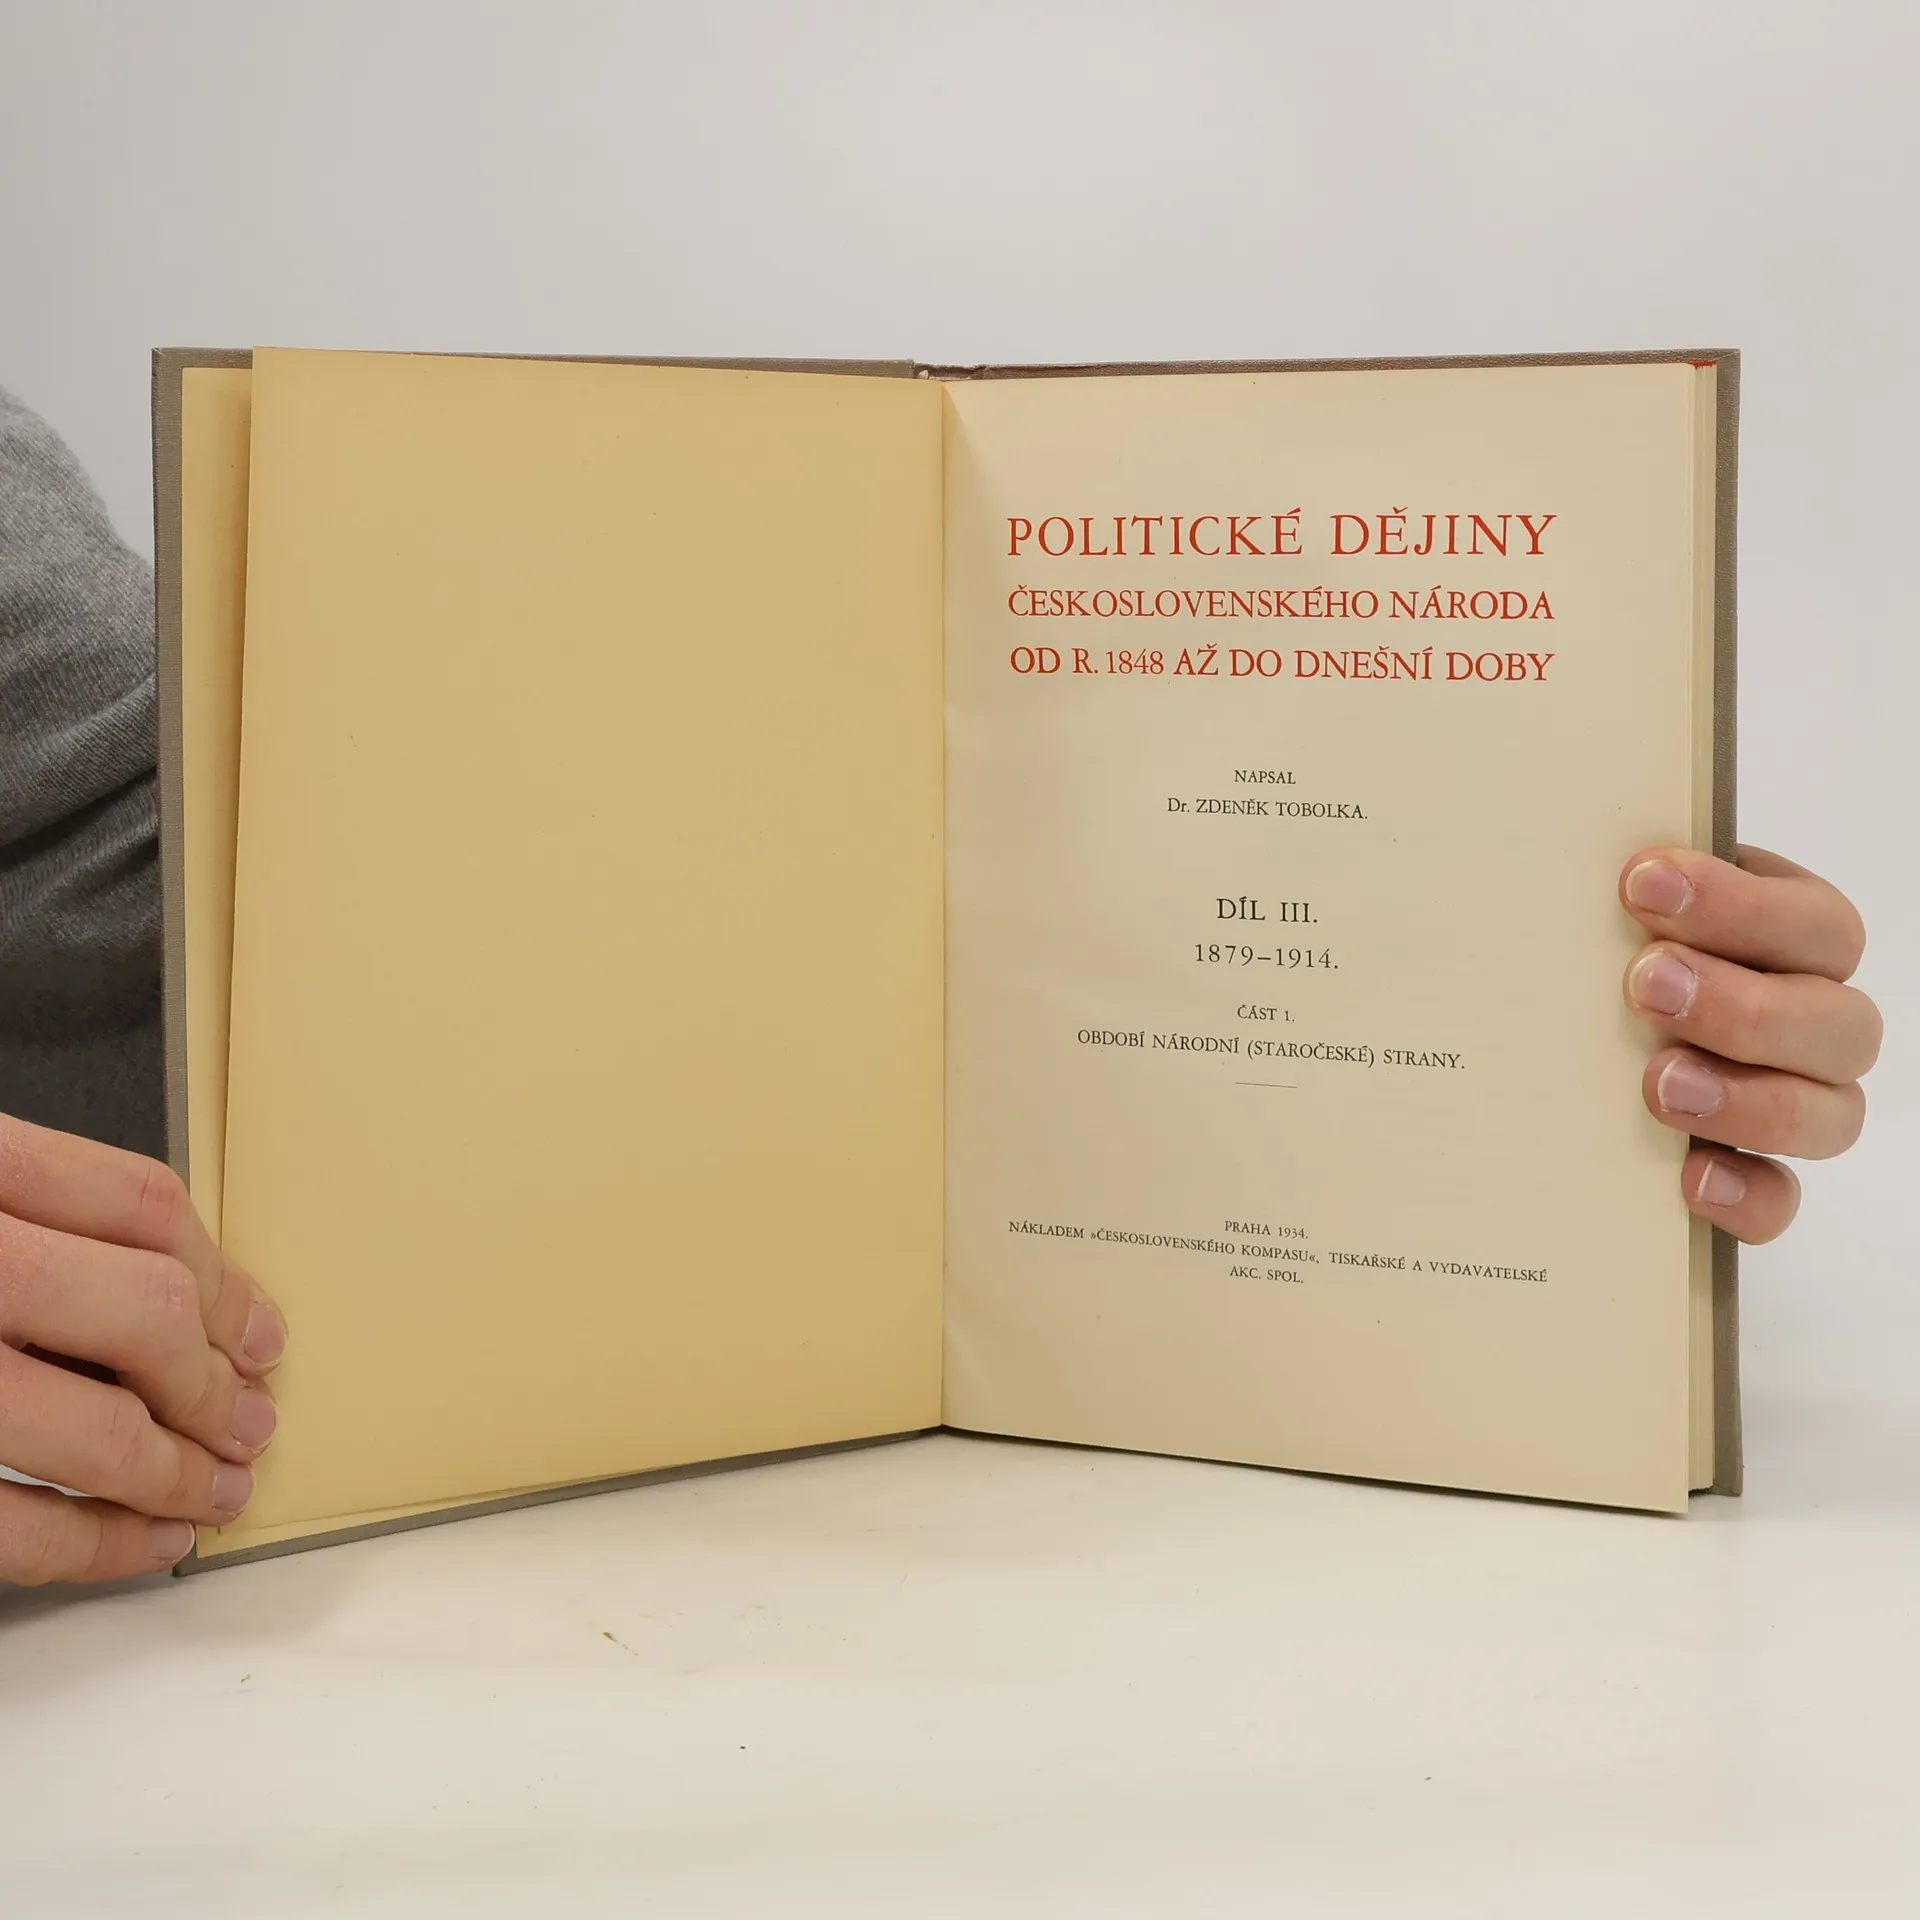 POLITICKÉ DĚJINY
ČESKOSLOVENSKÉHO NÁRODA
OD R. 1848 AŽ DO DNEŠNÍ DOBY
NAPSAL
Dr. ZDENĚK TOBOLKA.
DÍL III.
1879–1914.
ČÁST 1.
OBDOBÍ NÁRODNÍ (STAROČESKÉ) STRANY.
PRAHA 1934.
NÁKLADEM »ČESKOSLOVENSKÉHO KOMPASU«, TISKAŘSKÉ A VYDAVATELSKÉ
AKC. SPOL.